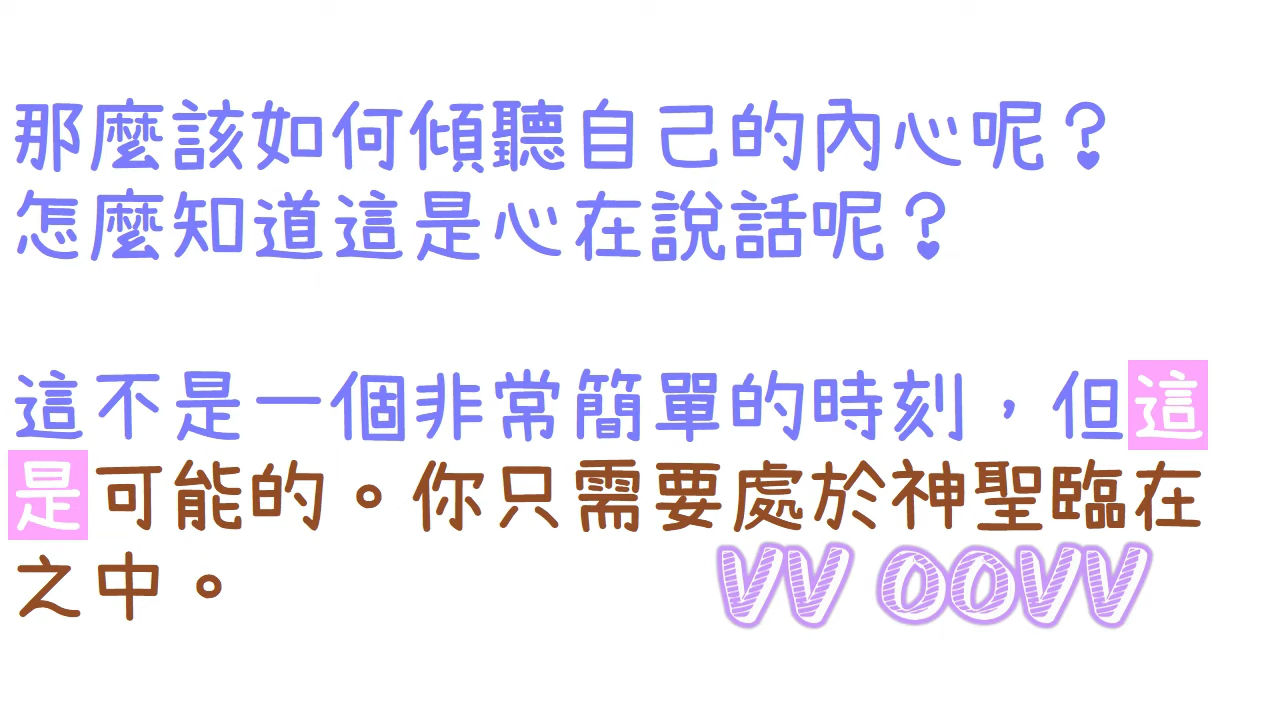 那麼該如何傾聽自己的內心呢？
怎麼知道這是心在說話呢？
這不是一個非常簡單的時刻，但這
是可能的。你只需要處於神聖臨在
之中。
VV OOVV